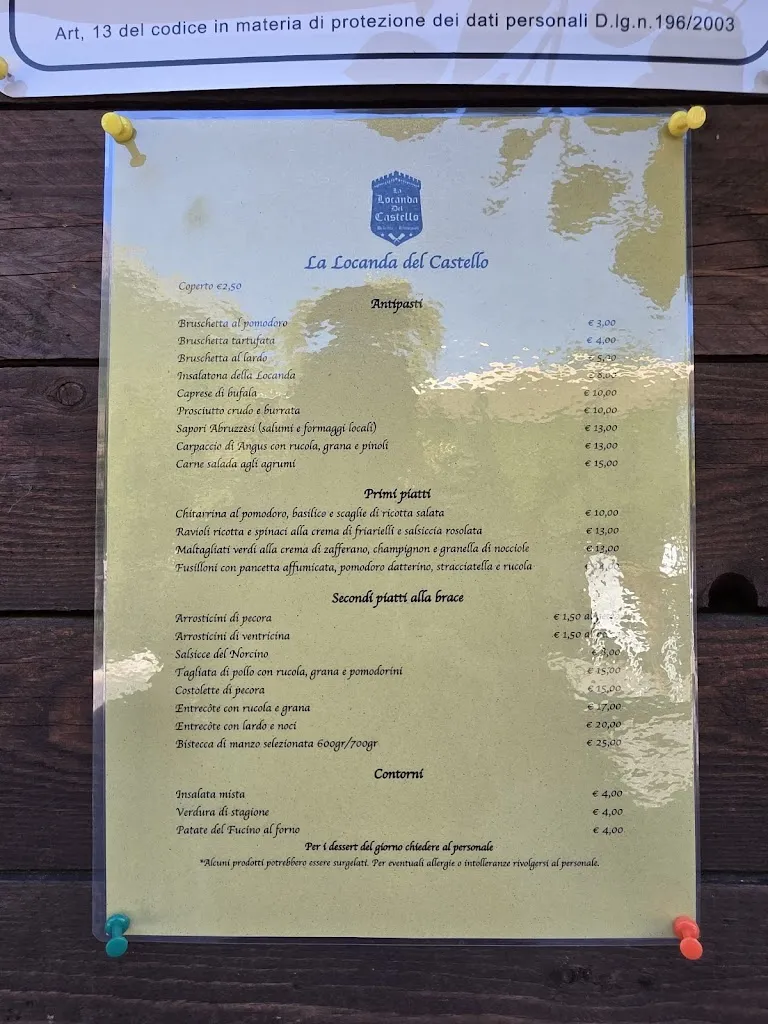 Art, 13 del codice in materia di protezione dei dati personali D.lg.n.196/2003
La
Locanda
Del
Castello
La Locanda del Castello
Coperto €2,50
Antipasti
Bruschetta al pomodoro € 3,00
Bruschetta tartufata € 4,00
Bruschetta al lardo € 5,00
Insalatona della Locanda € 8,00
Caprese di bufala € 10,00
Prosciutto crudo e burrata € 10,00
Sapori Abruzzesi (salumi e formaggi locali) € 13,00
Carpaccio di Angus con rucola, grana e pinoli € 13,00
Carne salada agli agrumi € 15,00
Primi piatti
Chitarrina al pomodoro, basilico e scaglie di ricotta salata € 10,00
Ravioli ricotta e spinaci alla crema di friarielli e salsiccia rosolata € 13,00
Maltagliati verdi alla crema di zafferano, champignon e granella di nocciole € 13,00
Fusilloni con pancetta affumicata, pomodoro datterino, stracciatella e rucola
Secondi piatti alla brace
Arrosticini di pecora € 1,50
Arrosticini di ventricina € 1,50
Salsicce del Norcino
Tagliata di pollo con rucola, grana e pomodorini € 15,00
Costolette di pecora € 15,00
Entrecôte con rucola e grana € 17,00
Entrecôte con lardo e noci € 20,00
Bistecca di manzo selezionata 600gr/700gr € 25,00
Contorni
Insalata mista € 4,00
Verdura di stagione € 4,00
Patate del Fucino al forno € 4,00
Per i dessert del giorno chiedere al personale
*Alcuni prodotti potrebbero essere surgelati. Per eventuali allergie o intolleranze rivolgersi al personale.